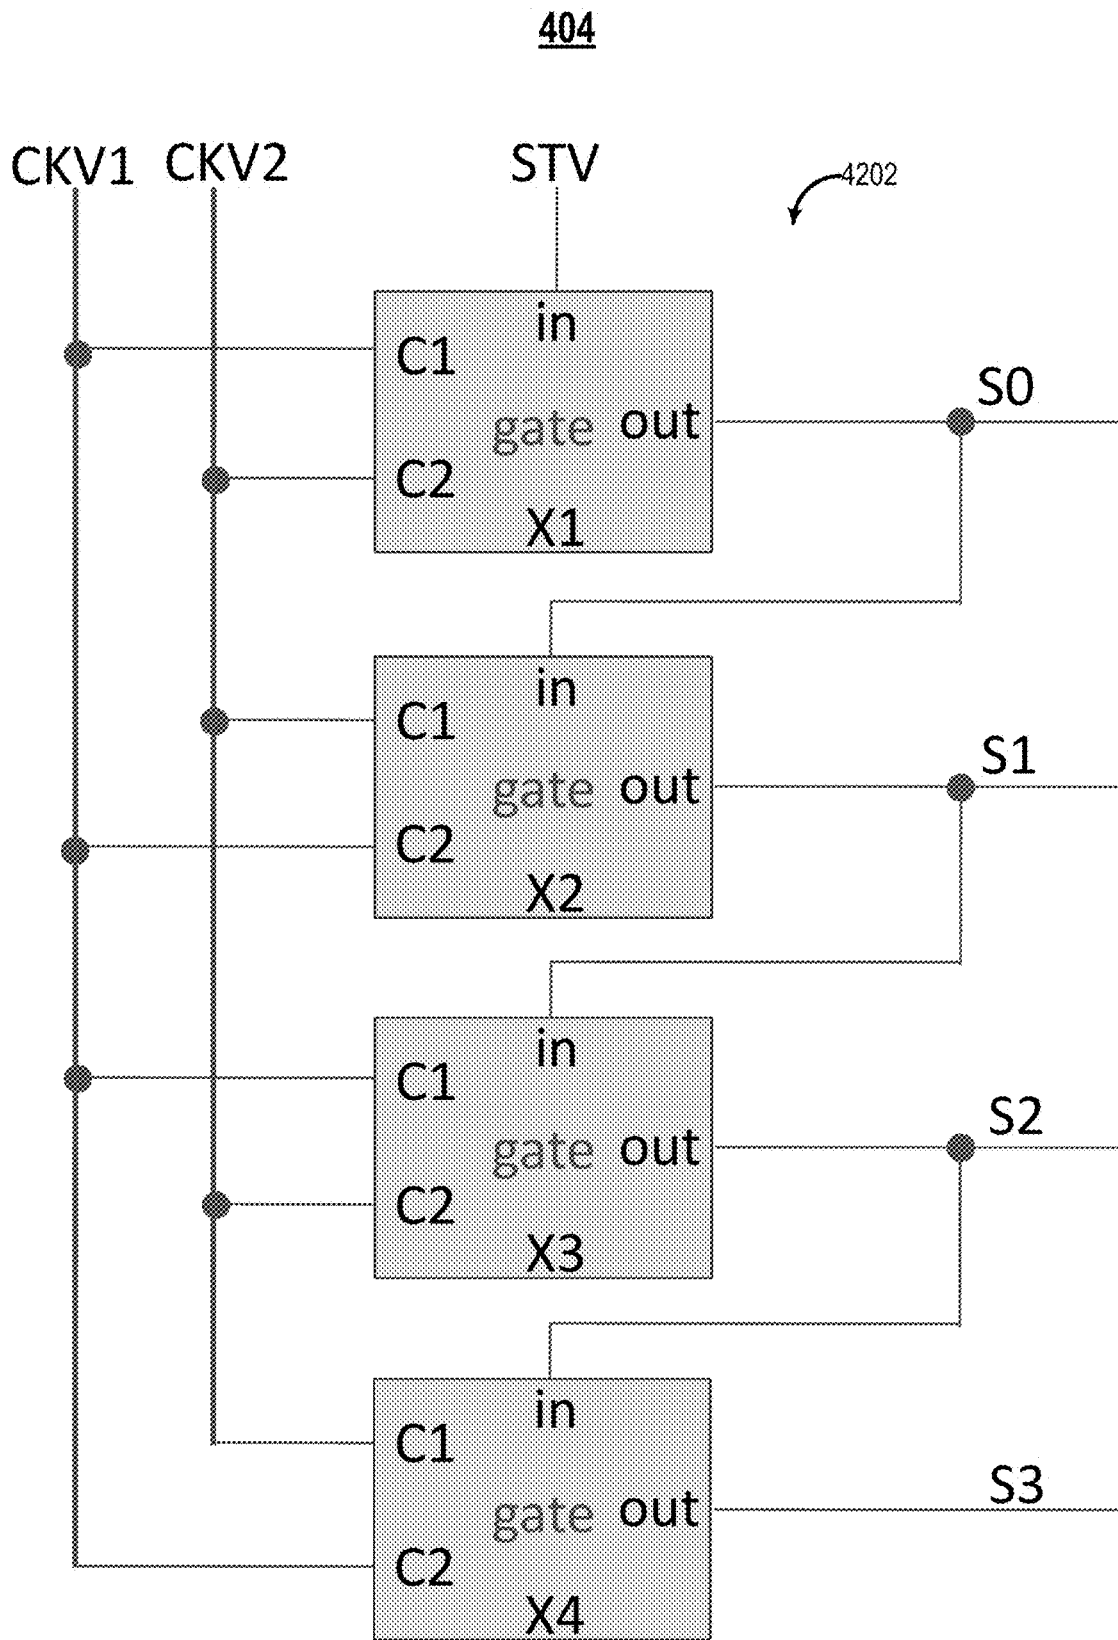 404
CKV1 CKV2 STV
4202
in
C1
S0
gate out
C2
X1
in
C1
S1
gate out
C2
X2
in
C1
S2
gate out
C2
X3
in
C1
S3
gate out
C2
X4